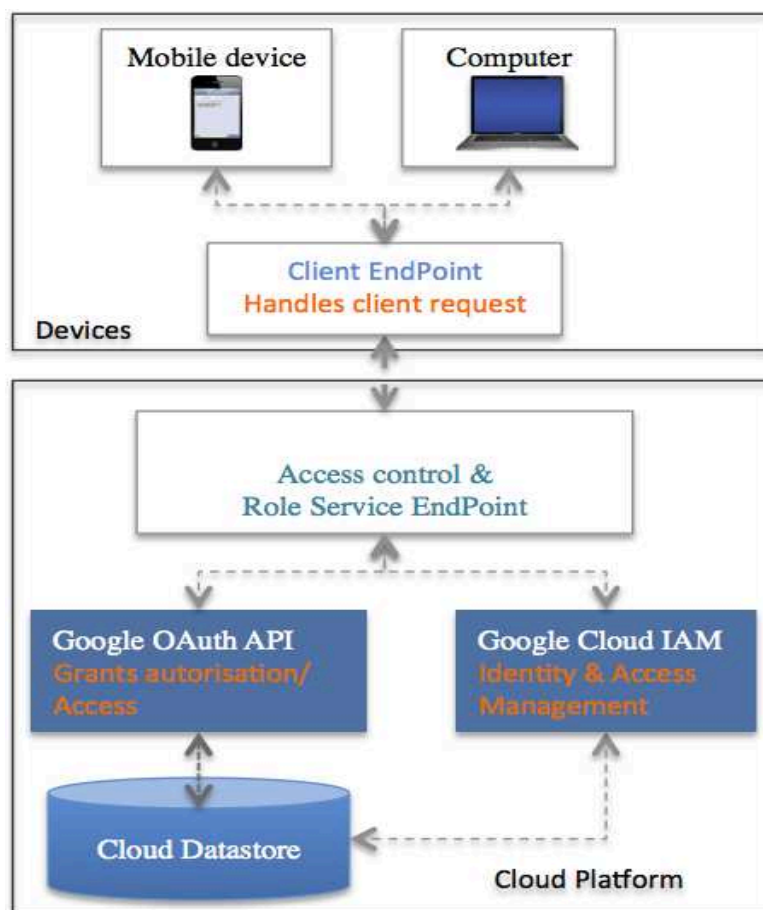 Mobile device
Computer
Client EndPoint
Handles client request
Devices
Access control &
Role Service EndPoint
Google OAuth API
Grants autorisation/
Access
Google Cloud IAM
Identity & Access
Management
Cloud Datastore
Cloud Platform